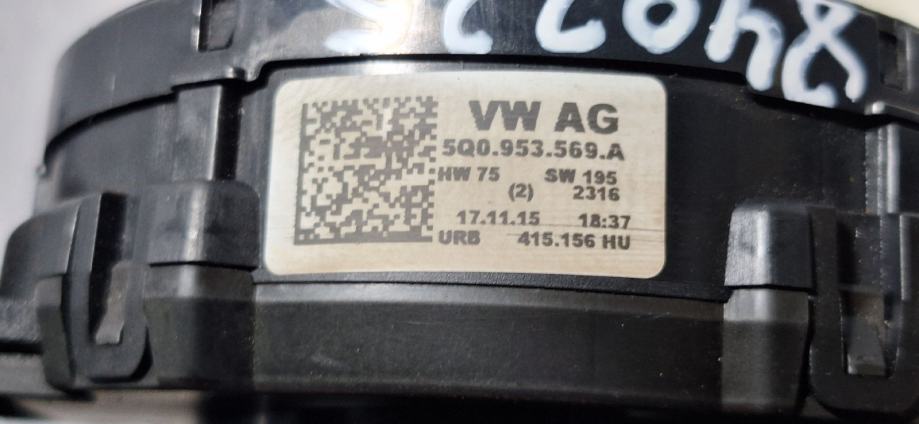 84022S
VW AG
5Q0.953.569.A
HW 75 SW 195
(2) 2316
17.11.15 18:37
URB 415.156 HU